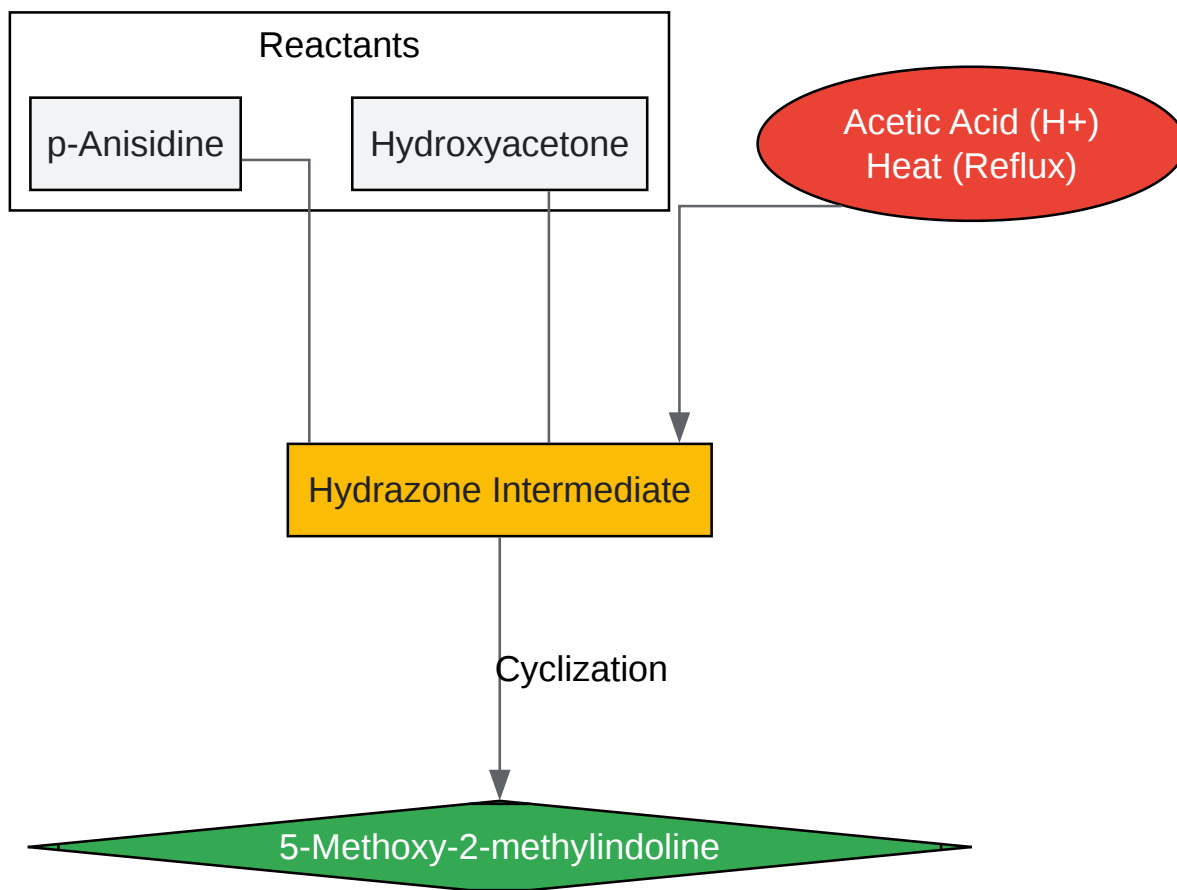 Reactants
p-Anisidine
Hydroxyacetone
Acetic Acid (H+)
Heat (Reflux)
Hydrazone Intermediate
Cyclization
5-Methoxy-2-methylindoline